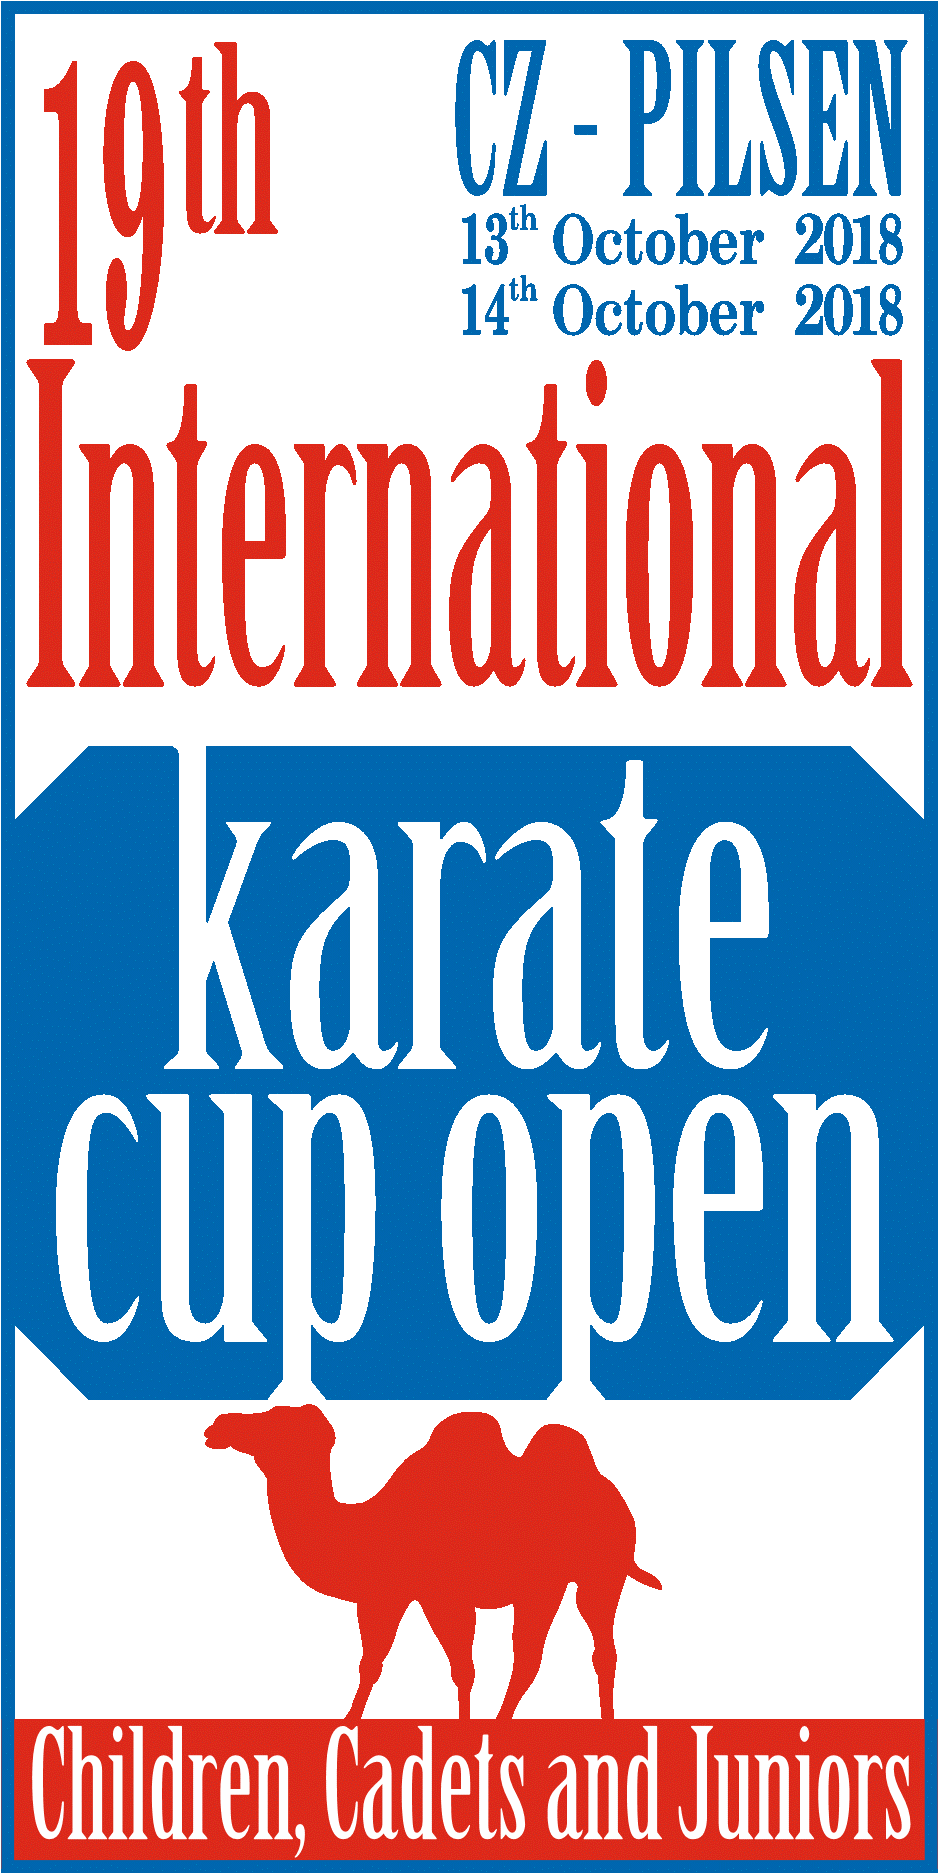 19th
CZ - PILSEN
13th October 2018
14th October 2018
International
karate
cup open
Children, Cadets and Juniors